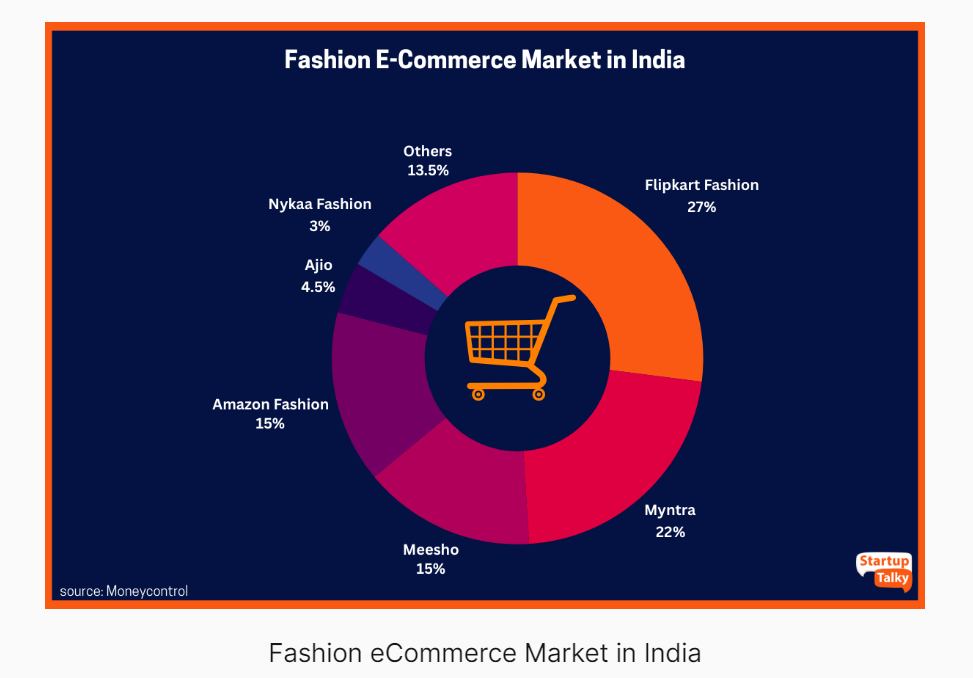 Fashion E-Commerce Market in India
Others
13.5%
Flipkart Fashion
27%
Nykaa Fashion
3%
Ajio
4.5%
Amazon Fashion
15%
Myntra
22%
Meesho
15%
Startup
Talky
source: Moneycontrol
Fashion eCommerce Market in India